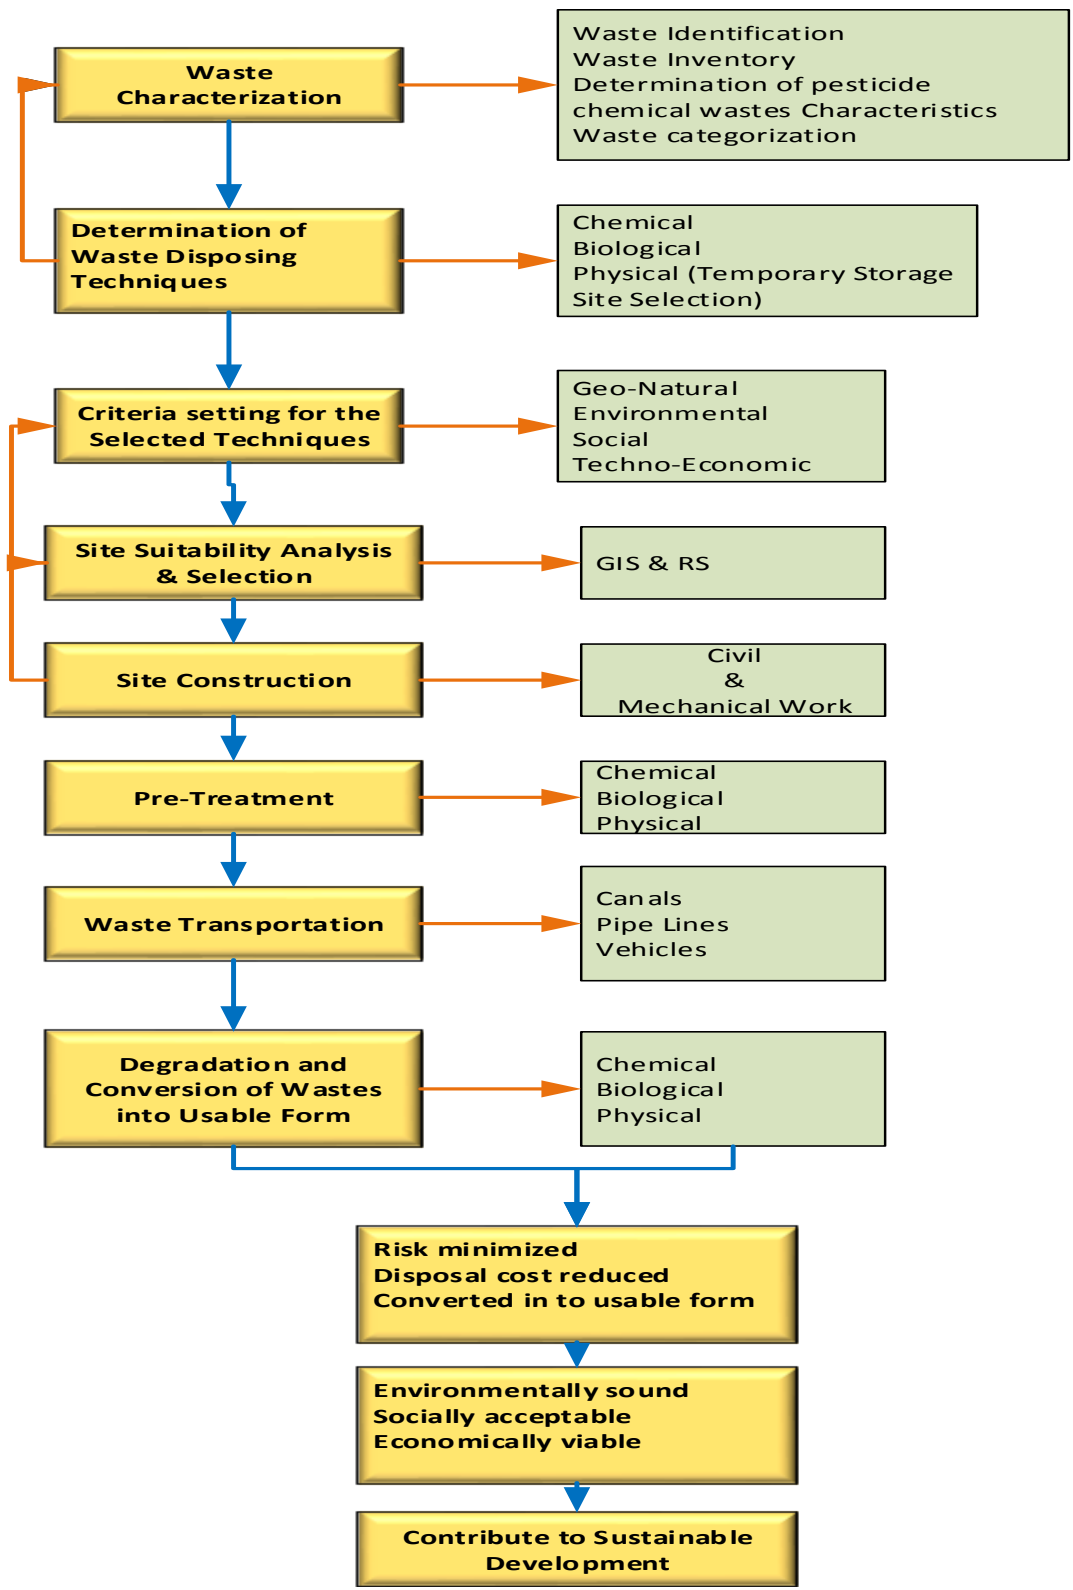 Waste
Characterization
Waste Identification
Waste Inventory
Determination of pesticide
chemical wastes Characteristics
Waste categorization
Determination of
Waste Disposing
Techniques
Chemical
Biological
Physical (Temporary Storage
Site Selection)
Criteria setting for the
Selected Techniques
Geo-Natural
Environmental
Social
Techno-Economic
Site Suitability Analysis
& Selection
GIS & RS
Site Construction
Civil
&
Mechanical Work
Pre-Treatment
Chemical
Biological
Physical
Waste Transportation
Canals
Pipe Lines
Vehicles
Degradation and
Conversion of Wastes
into Usable Form
Chemical
Biological
Physical
Risk minimized
Disposal cost reduced
Converted in to usable form
Environmentally sound
Socially acceptable
Economically viable
Contribute to Sustainable
Development